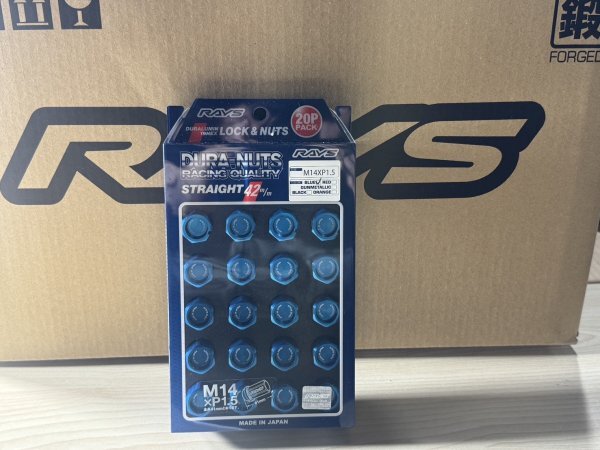 鍛
FORGED
RAYS
RAYS
DURALUMIN
LOCK & NUTS
20P
PACK
DURA-NUTS
RACING QUALITY
STRAIGHT 42m/m
RAYS
M14XP1.5
BLUE RED
GUNMETALLIC
BLACK ORANGE
M14
×P1.5
MADE IN JAPAN